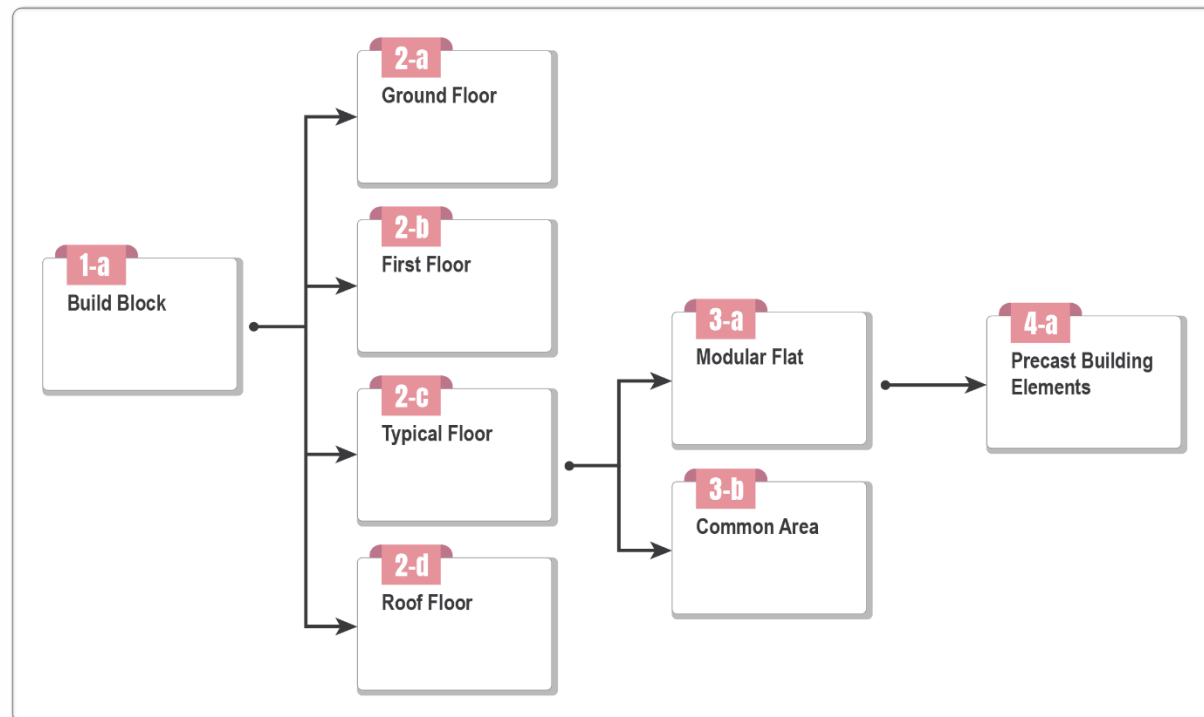 1-a
Build Block
2-a
Ground Floor
2-b
First Floor
2-c
Typical Floor
2-d
Roof Floor
3-a
Modular Flat
3-b
Common Area
4-a
Precast Building
Elements